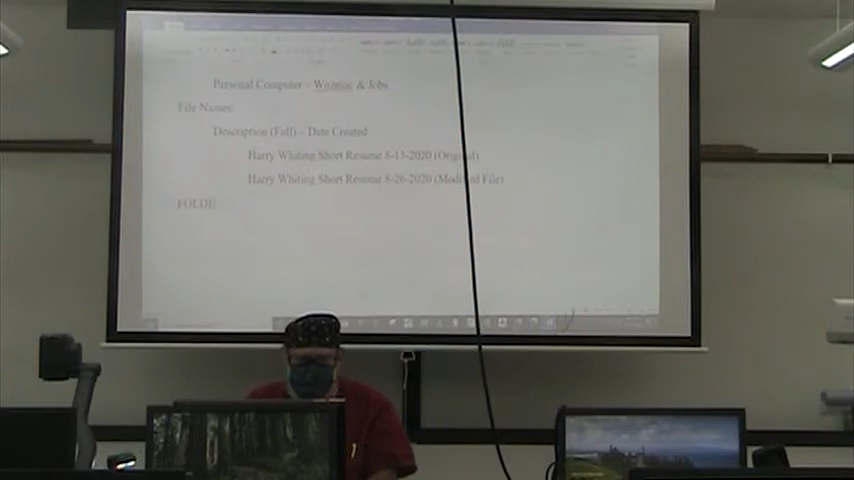 Personal Computer – Wozniac & Jobs
File Names:
Description (Full) – Date Created
Harry Whiting Short Resume 8-13-2020 (Original)
Harry Whiting Short Resume 8-26-2020 (Modified File)
FOLDE